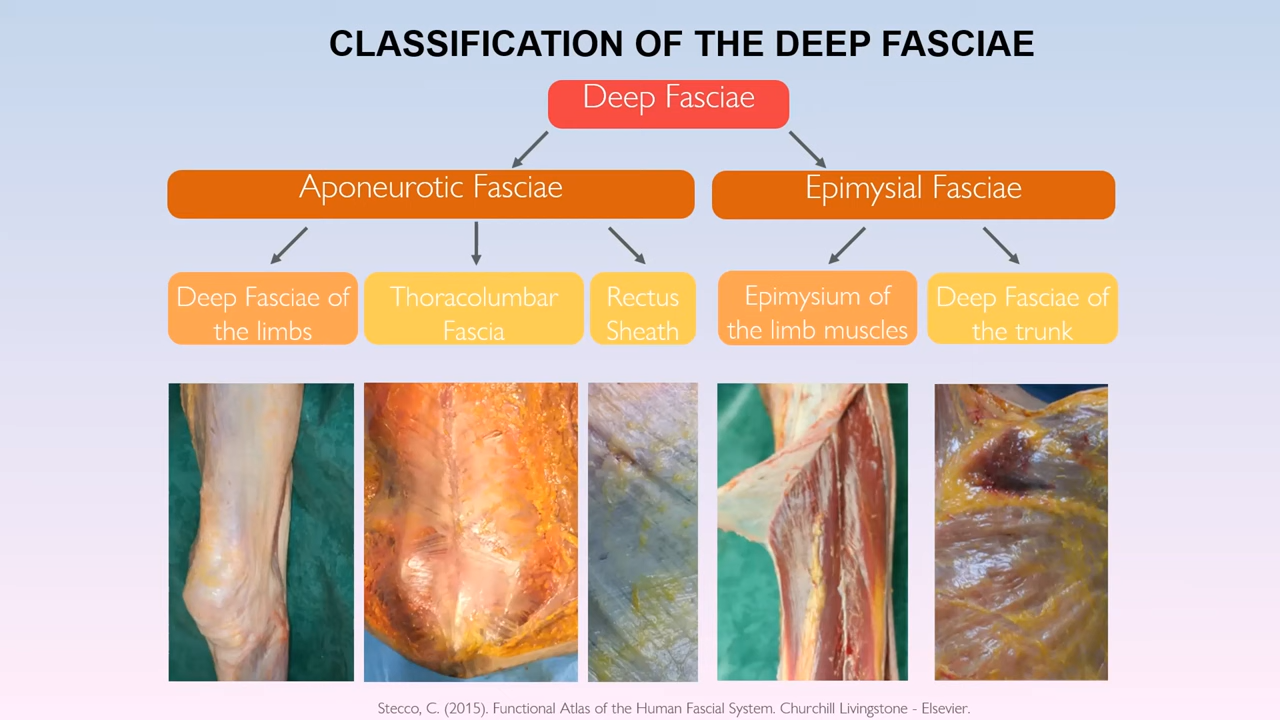 CLASSIFICATION OF THE DEEP FASCIAE
Deep Fasciae
Aponeurotic Fasciae
Epimysial Fasciae
Deep Fasciae of
the limbs
Thoracolumbar
Fascia
Rectus
Sheath
Epimysium of
the limb muscles
Deep Fasciae of
the trunk
Stecco, C. (2015). Functional Atlas of the Human Fascial System. Churchill Livingstone - Elsevier.